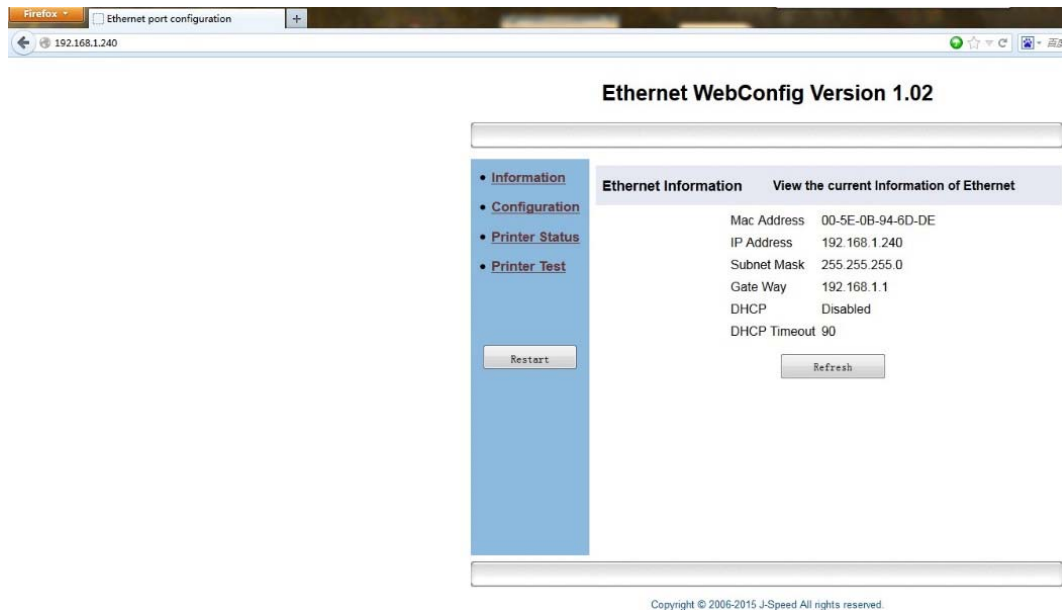 Firefox
Ethernet port configuration
+
192.168.1.240
Ethernet WebConfig Version 1.02
Information
Configuration
Printer Status
Printer Test
Restart
Ethernet Information View the current Information of Ethernet
Mac Address 00-5E-0B-94-6D-DE
IP Address 192.168.1.240
Subnet Mask 255.255.255.0
Gate Way 192.168.1.1
DHCP Disabled
DHCP Timeout 90
Refresh
Copyright © 2006-2015 J-Speed All rights reserved.